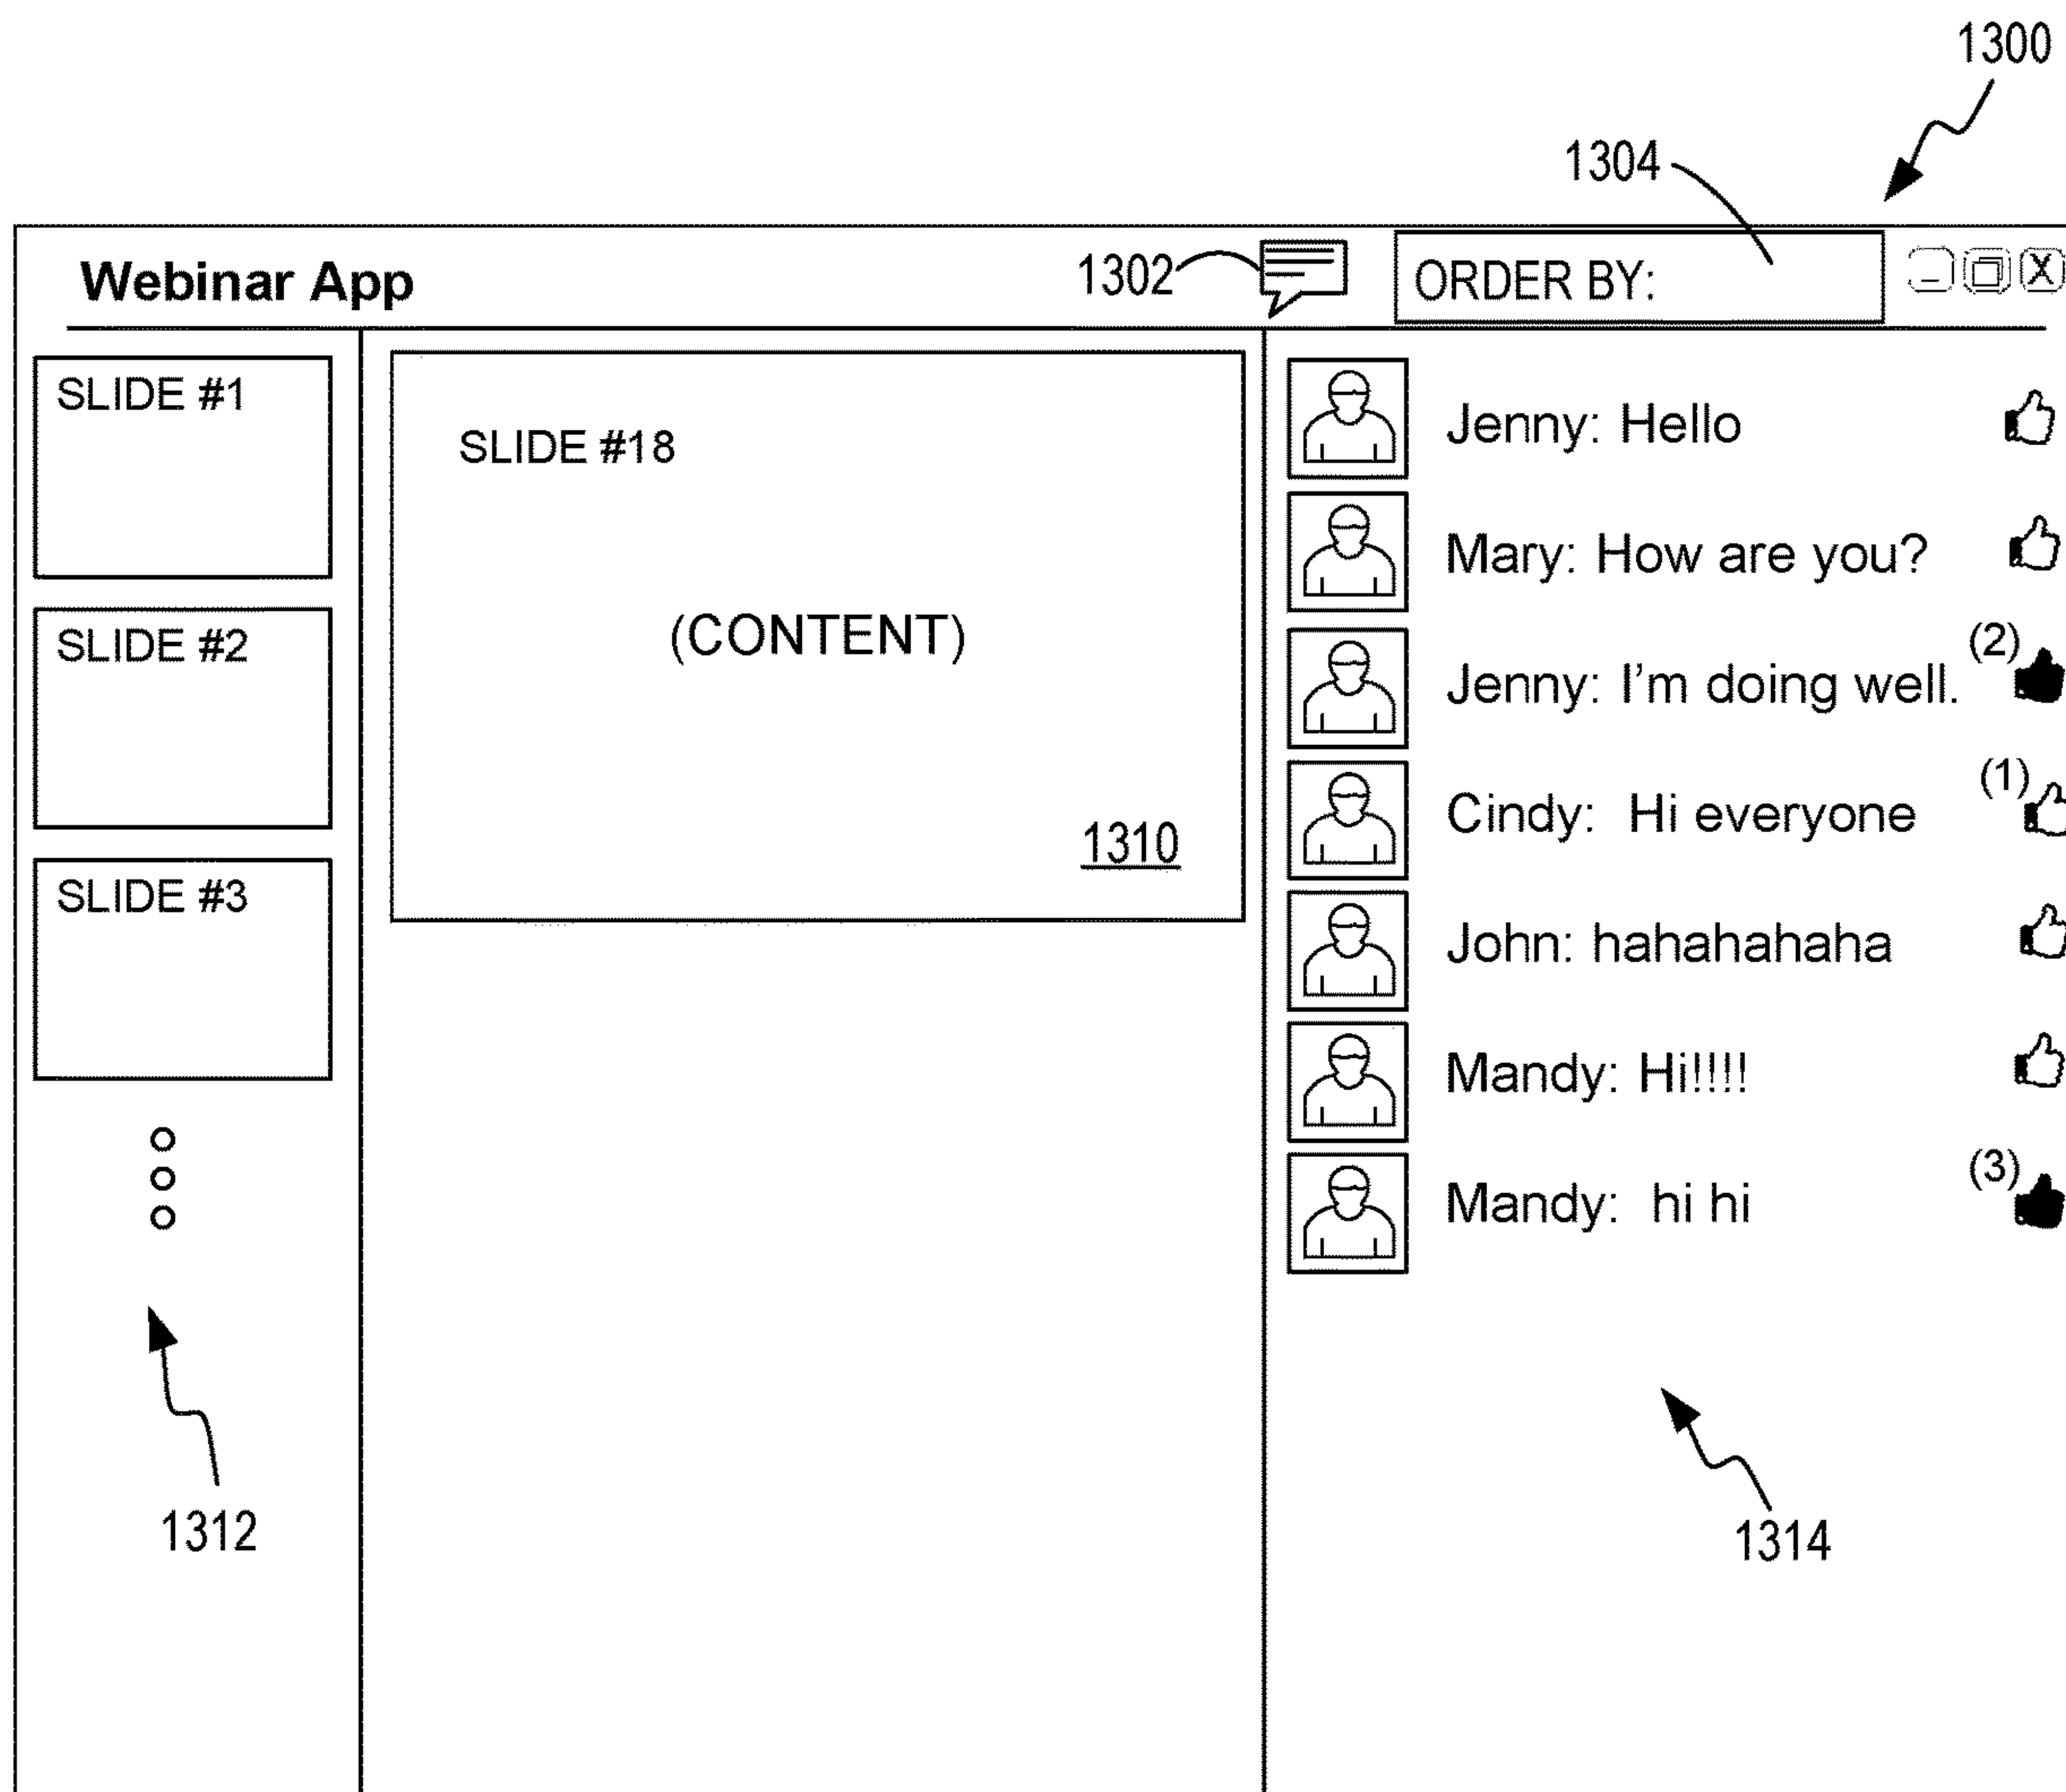 1300
1304
Webinar App
1302
ORDER BY:
X
SLIDE #1
SLIDE #2
SLIDE #3
1312
SLIDE #18
(CONTENT)
1310
Jenny: Hello
Mary: How are you?
Jenny: I'm doing well. (2)
Cindy: Hi everyone (1)
John: hahahahaha
Mandy: Hi!!!!
Mandy: hi hi (3)
1314